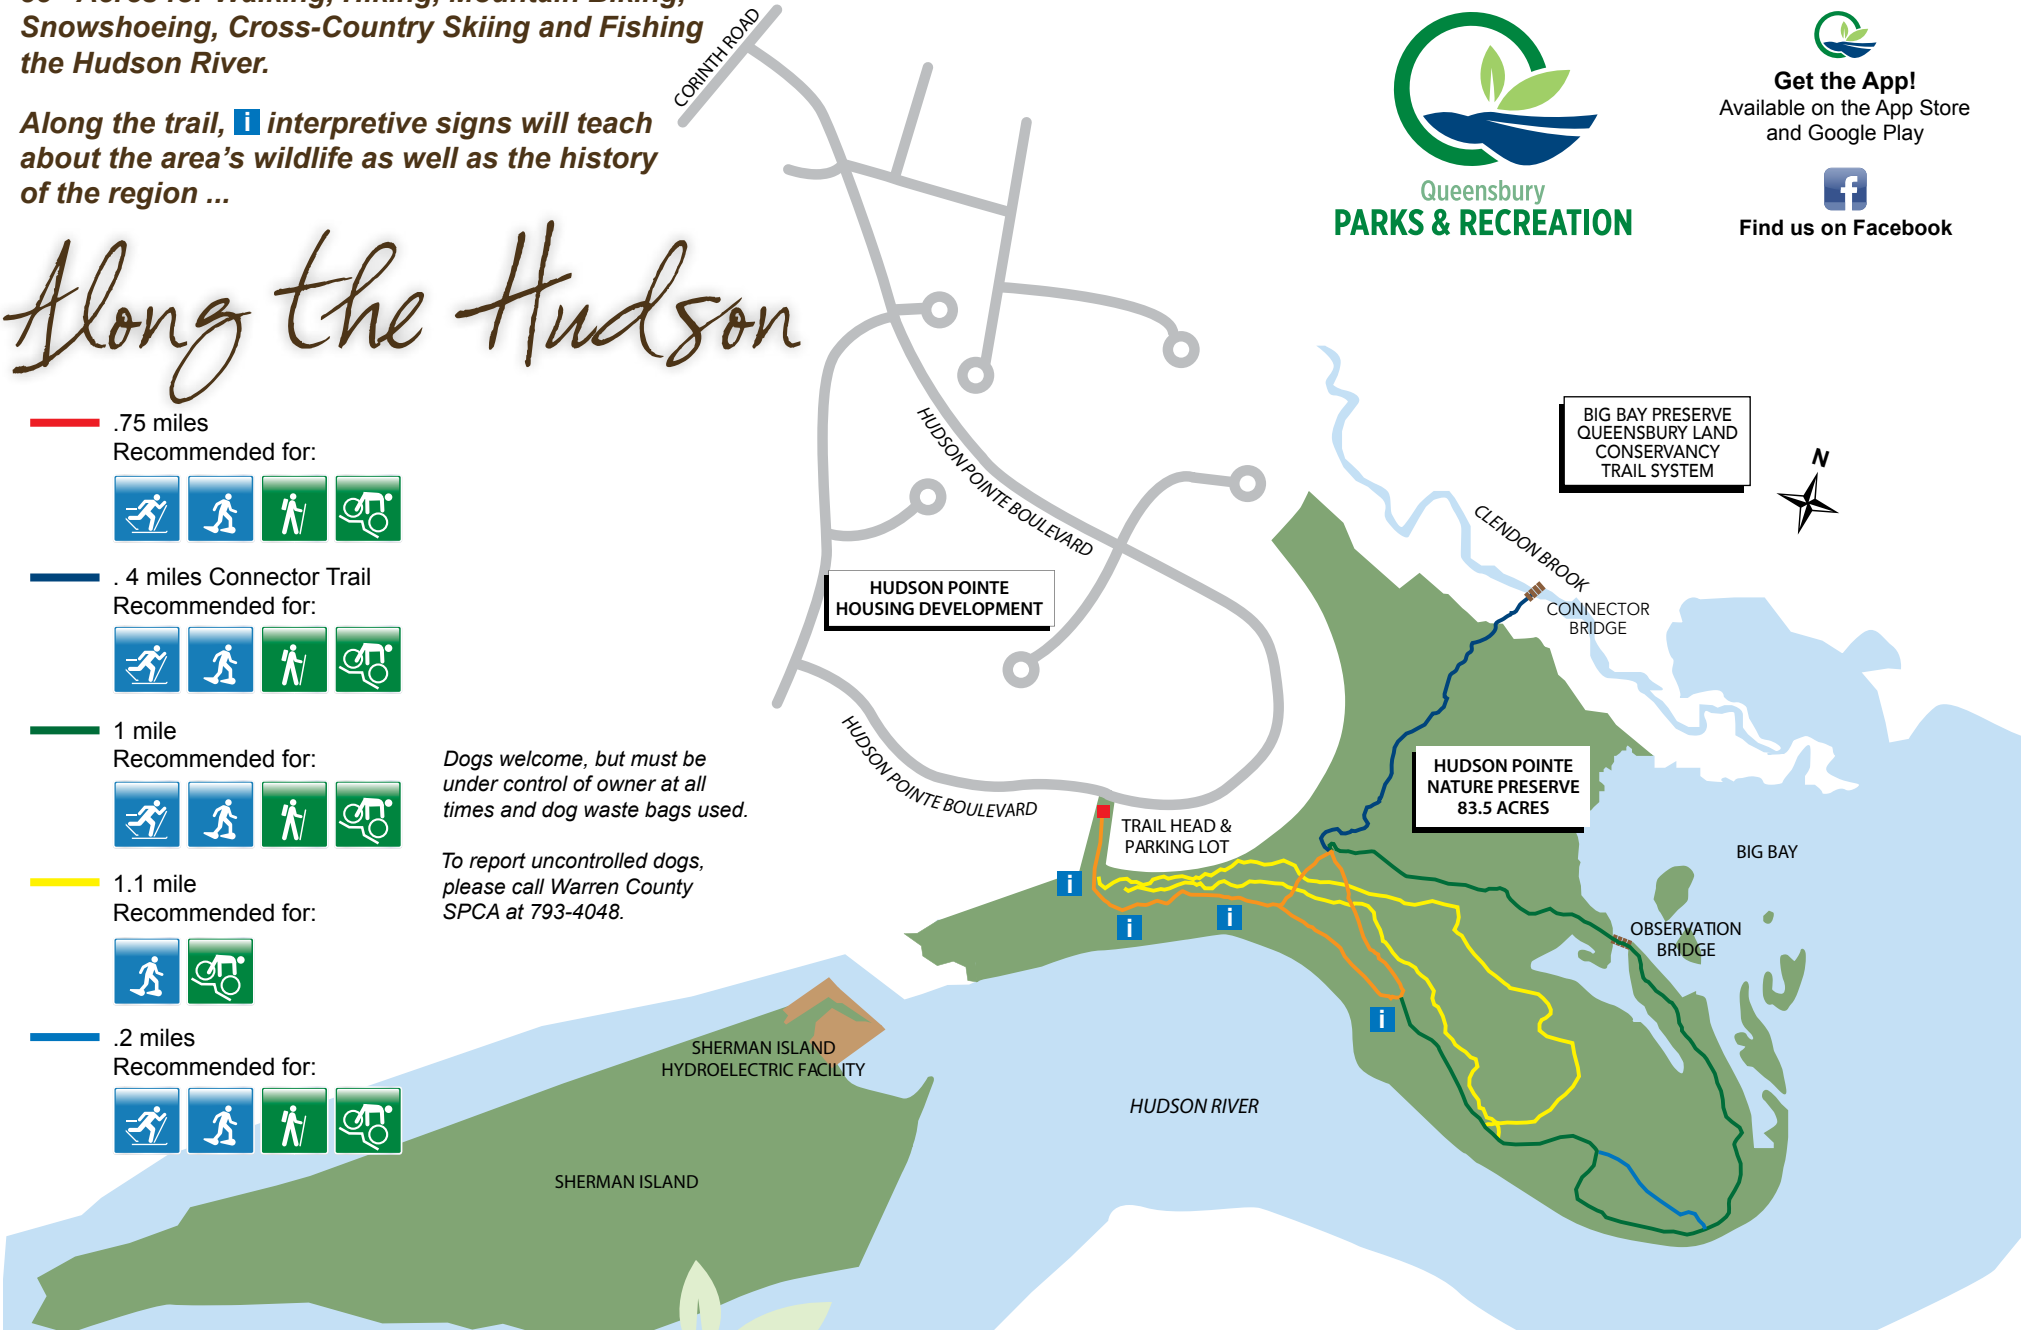 Acres for Walking, Hiking, Mountain Biking,
Snowshoeing, Cross-Country Skiing and Fishing
the Hudson River.
Along the trail, i interpretive signs will teach
about the area's wildlife as well as the history
of the region ...
Along the Hudson
.75 miles
Recommended for:
. 4 miles Connector Trail
Recommended for:
1 mile
Recommended for:
1.1 mile
Recommended for:
.2 miles
Recommended for:
Dogs welcome, but must be
under control of owner at all
times and dog waste bags used.
To report uncontrolled dogs,
please call Warren County
SPCA at 793-4048.
CORINTH ROAD
HUDSON POINTE BOULEVARD
HUDSON POINTE
HOUSING DEVELOPMENT
HUDSON POINTE BOULEVARD
TRAIL HEAD &
PARKING LOT
i
i
i
i
Queensbury
PARKS & RECREATION
Get the App!
Available on the App Store
and Google Play
f
Find us on Facebook
BIG BAY PRESERVE
QUEENSBURY LAND
CONSERVANCY
TRAIL SYSTEM
N
CLENDON BROOK
CONNECTOR
BRIDGE
HUDSON POINTE
NATURE PRESERVE
83.5 ACRES
BIG BAY
OBSERVATION
BRIDGE
SHERMAN ISLAND
HYDROELECTRIC FACILITY
HUDSON RIVER
SHERMAN ISLAND